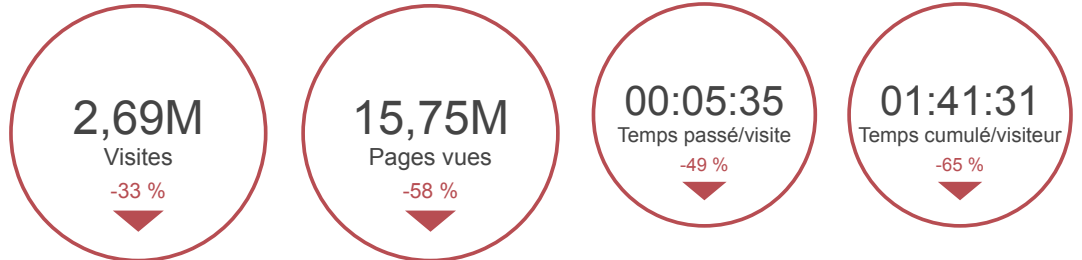 2,69M
Visites
-33 %
15,75M
Pages vues
-58 %
00:05:35
Temps passé/visite
-49 %
01:41:31
Temps cumulé/visiteur
-65 %